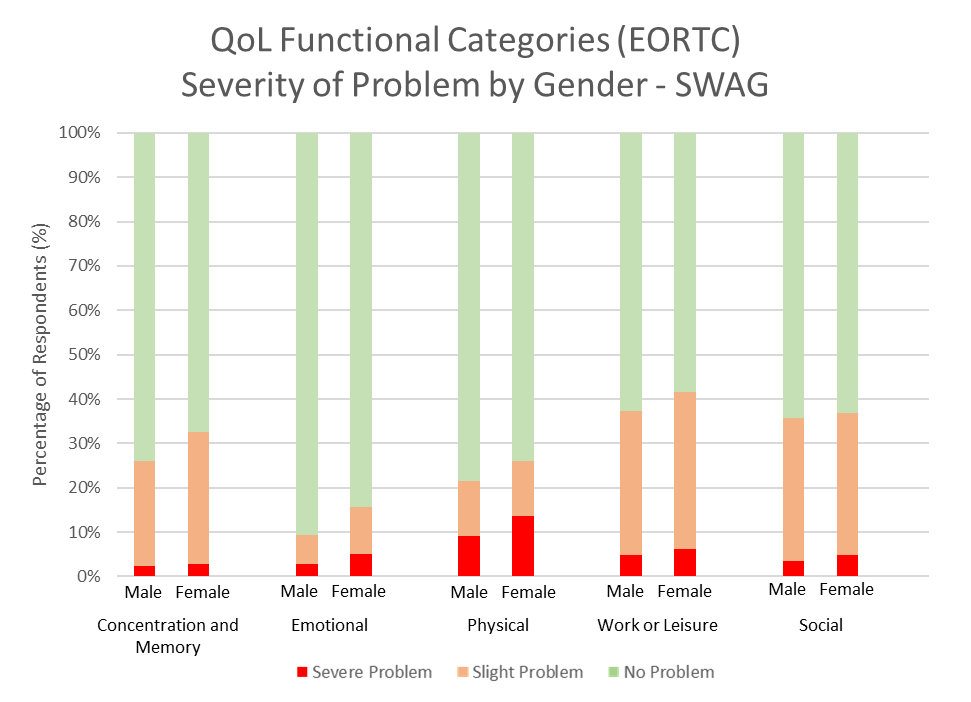 QoL Functional Categories (EORTC)
Severity of Problem by Gender - SWAG
Percentage of Respondents (%)
100%
90%
80%
70%
60%
50%
40%
30%
20%
10%
0%
Male Female Male Female Male Female Male Female Male Female
Concentration and Memory Emotional Physical Work or Leisure Social
Severe Problem Slight Problem No Problem